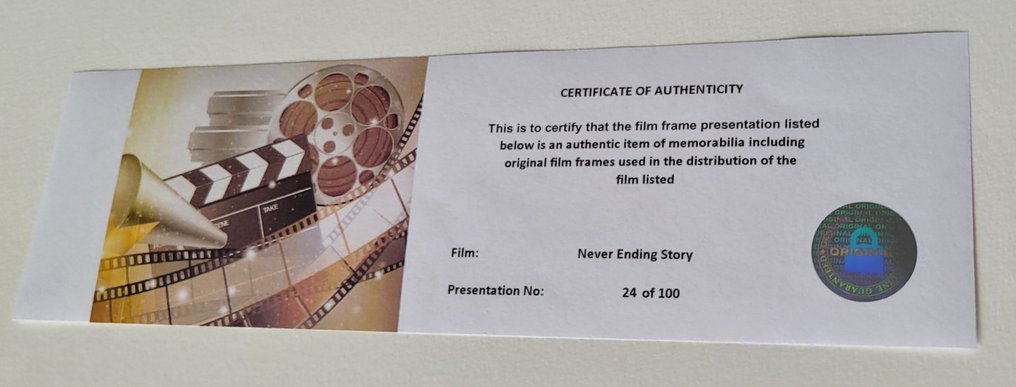 CERTIFICATE OF AUTHENTICITY
This is to certify that the film frame presentation listed
below is an authentic item of memorabilia including
original film frames used in the distribution of the
film listed
TAKE
Film: Never Ending Story
ORIGINAL
Presentation No: 24 of 100